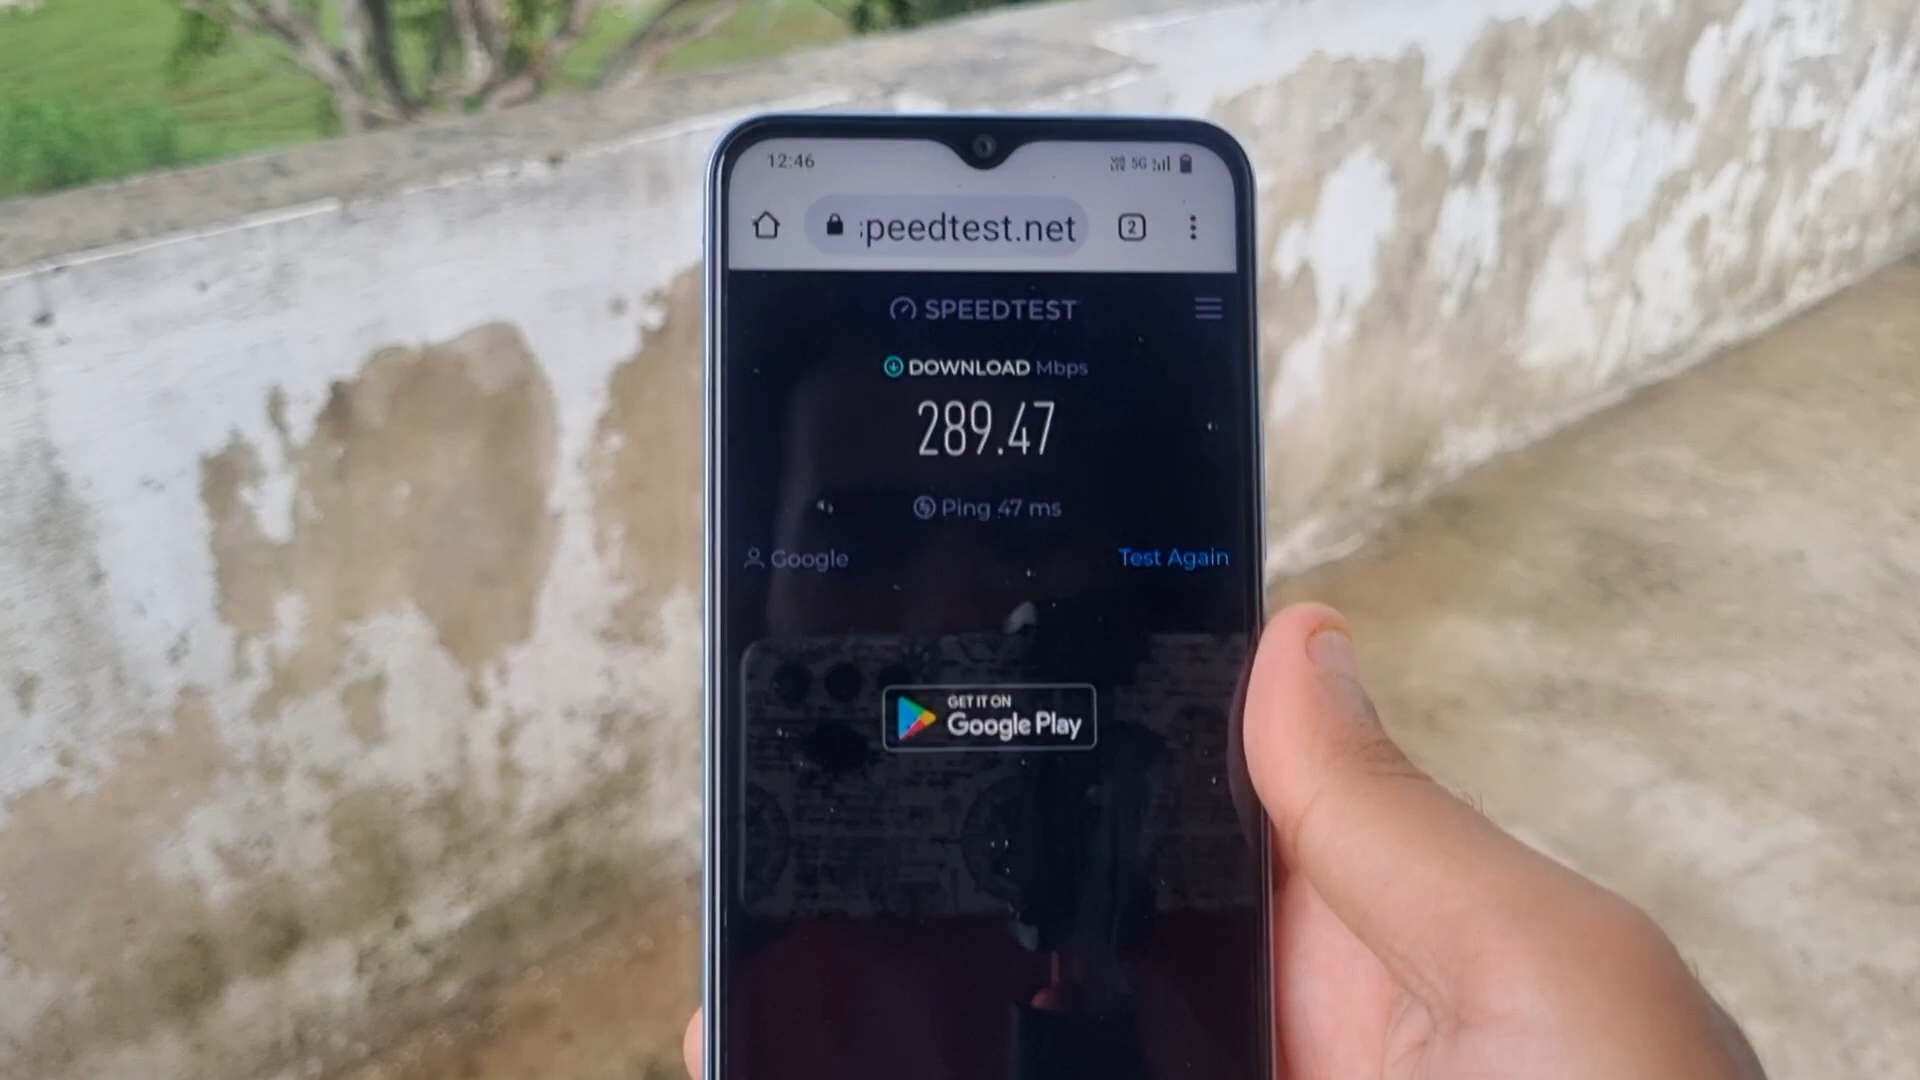 12:46 5G
:peedtest.net 2
SPEEDTEST
DOWNLOAD Mbps
289.47
Ping 47 ms
Google Test Again
GET IT ON
Google Play